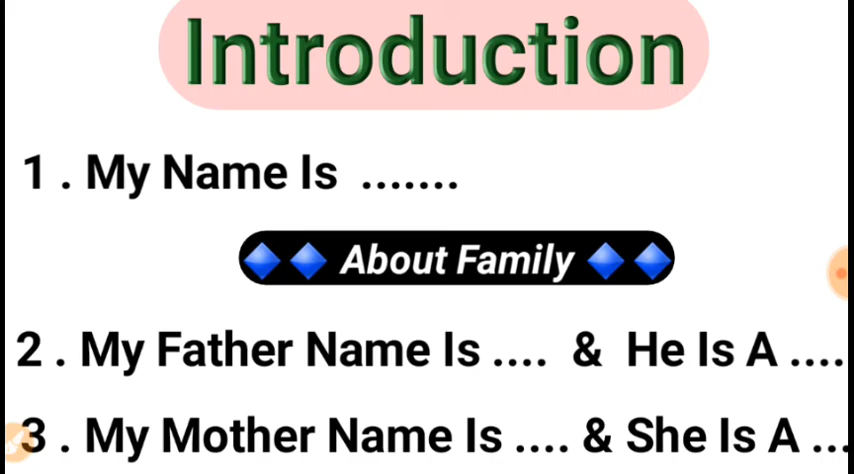 Introduction
1 . My Name Is .......
About Family
2 . My Father Name Is .... & He Is A ....
3 . My Mother Name Is .... & She Is A ...